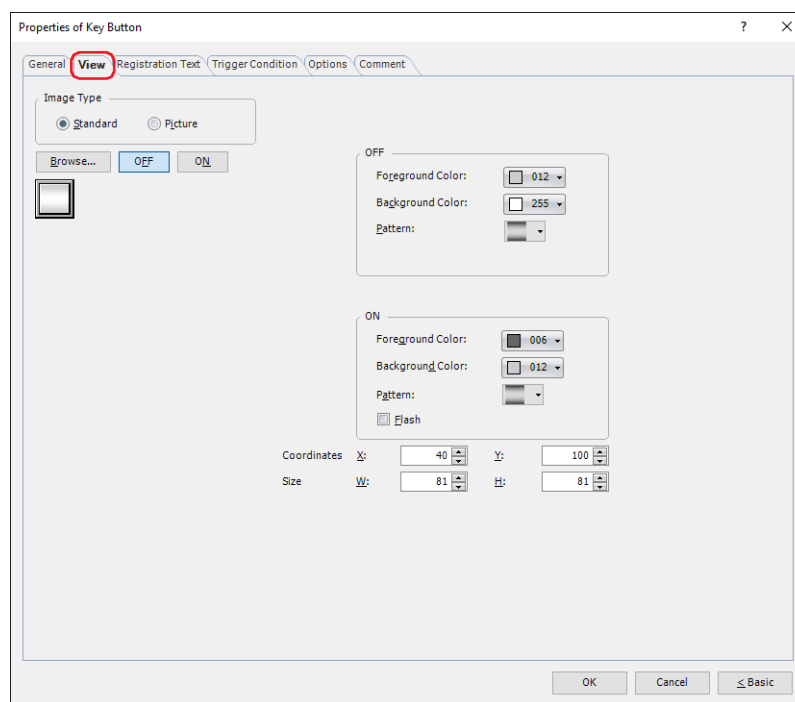 Properties of Key Button ?
General View Registration Text Trigger Condition Options Comment
Image Type
Standard Picture
Browse... OFF ON
OFF
Foreground Color: 012
Background Color: 255
Pattern:
ON
Foreground Color: 006
Background Color: 012
Pattern:
Flash
Coordinates X: 40 Y: 100
Size W: 81 H: 81
OK Cancel < Basic